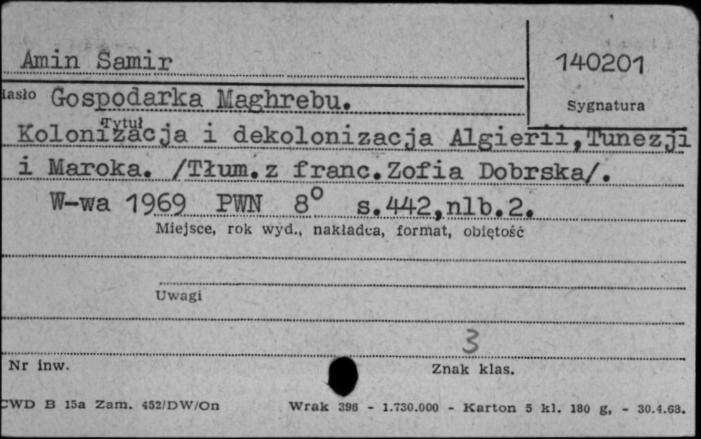 Amin Samir
140201
iasło Gospodarka Maghrebu.
Sygnatura
Tytuł
Kolonizacja i dekolonizacja Algierii,Tunezji
i Maroka. /Tłum.z franc.Zofia Dobrska/.
W-wa 1969 PWN 8° s.442,nlb.2.
Miejsce, rok wyd., nakładca, format, objętość
Uwagi
3
Nr inw.
Znak klas.
CWD B 15a Zam. 452/DW/On Wrak 396 - 1.730.000 - Karton 5 kl. 180 g, - 30.4.68.